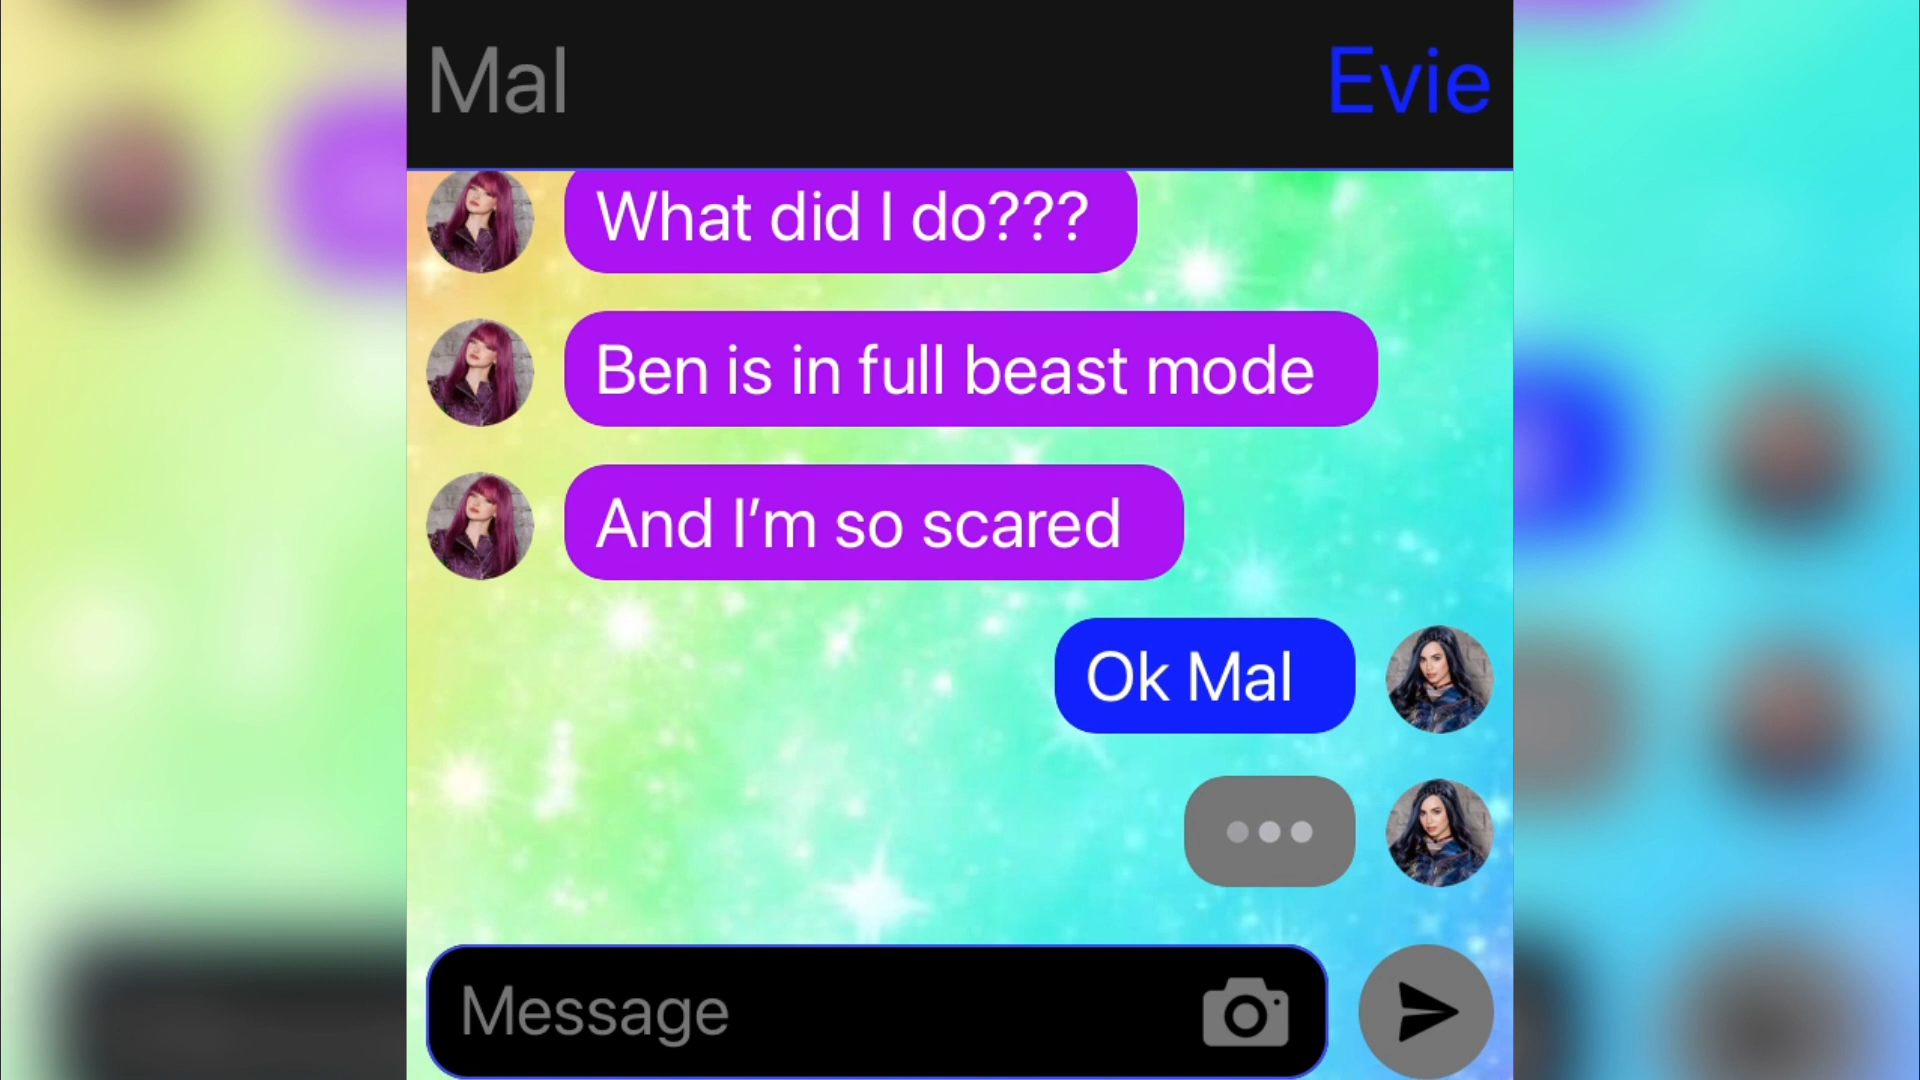 Mal
Evie
What did I do???
Ben is in full beast mode
And I’m so scared
Ok Mal
Message